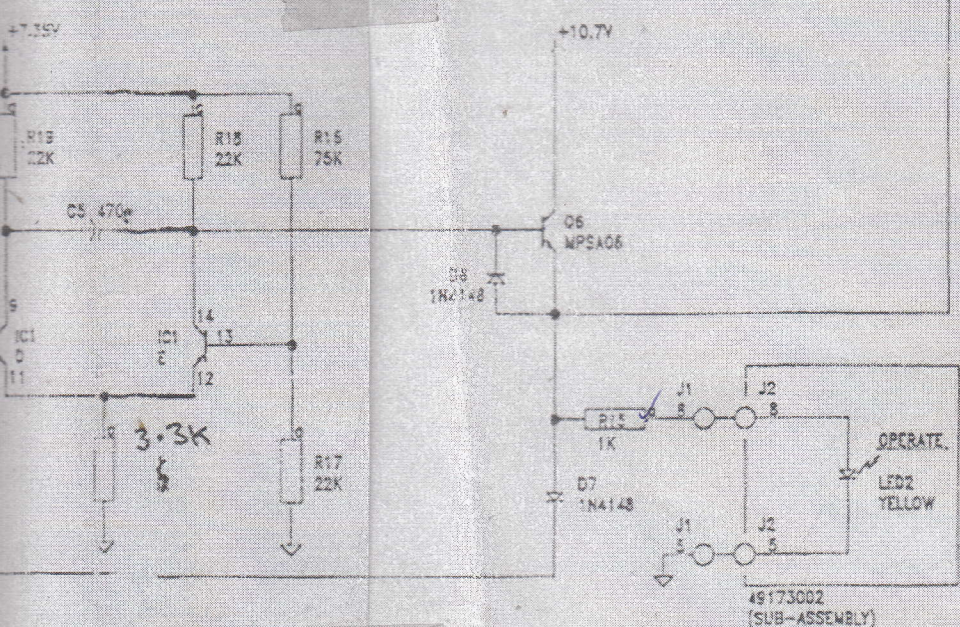 +7.35V
+10.7V
R19
22K
R18
22K
R16
75K
C5 470p
Q6
MPSA06
D8
1N4148
9
14
IC1
D
IC1
E
13
11
12
3.3K
R17
22K
D7
1N4148
R15
1K
J1
8
J2
8
OPERATE
LED2
YELLOW
J1
5
J2
5
49173002
(SUB-ASSEMBLY)